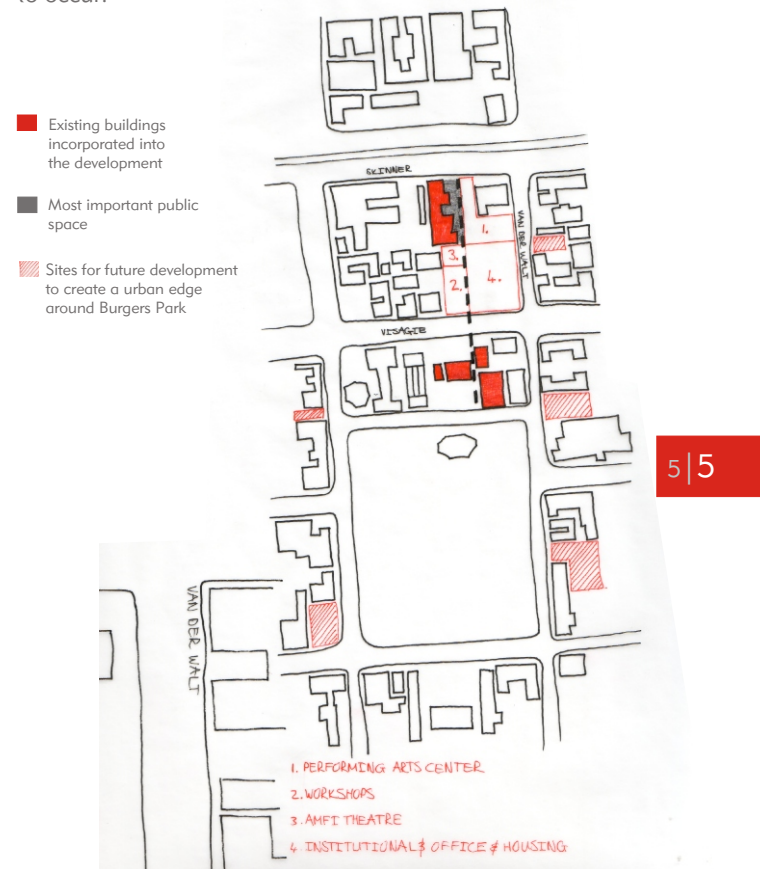 to occur.
Existing buildings
incorporated into
the development
Most important public
space
Sites for future development
to create a urban edge
around Burgers Park
SKINNER
VAN DER WALT
1.
3.
2.
4.
VISAGIE
5|5
VAN DER WALT
1. PERFORMING ARTS CENTER
2. WORKSHOPS
3. AMFI THEATRE
4. INSTITUTIONAL & OFFICE & HOUSING